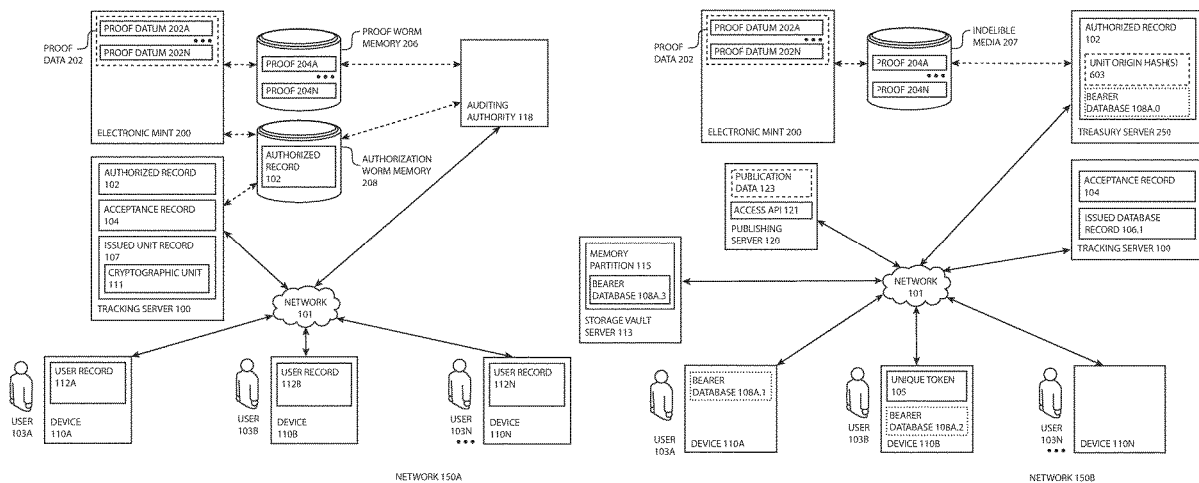 PROOF
DATA 202
PROOF DATUM 202A
PROOF DATUM 202N
ELECTRONIC MINT 200
PROOF WORM
MEMORY 206
PROOF 204A
PROOF 204N
AUDITING
AUTHORITY 118
AUTHORIZED
RECORD
102
AUTHORIZATION
WORM MEMORY
208
AUTHORIZED RECORD
102
ACCEPTANCE RECORD
104
ISSUED UNIT RECORD
107
CRYPTOGRAPHIC UNIT
111
TRACKING SERVER 100
NETWORK
101
USER RECORD
112A
DEVICE
110A
USER
103A
USER RECORD
112B
DEVICE
110B
USER
103B
USER RECORD
112N
DEVICE
110N
USER
103N
NETWORK 150A
PROOF
DATA 202
PROOF DATUM 202A
PROOF DATUM 202N
ELECTRONIC MINT 200
INDELIBLE
MEDIA 207
PROOF 204A
PROOF 204N
AUTHORIZED RECORD
102
UNIT ORIGIN HASH(S)
603
BEARER
DATABASE 108A.0
TREASURY SERVER 250
PUBLICATION
DATA 123
ACCESS API 121
PUBLISHING
SERVER 120
ACCEPTANCE RECORD
104
ISSUED DATABASE
RECORD 106.1
TRACKING SERVER 100
MEMORY
PARTITION 115
BEARER
DATABASE 108A.3
STORAGE VAULT
SERVER 113
NETWORK
101
BEARER
DATABASE 108A.1
DEVICE 110A
USER
103A
UNIQUE TOKEN
105
BEARER
DATABASE 108A.2
DEVICE 110B
USER
103B
DEVICE 110N
USER
103N
NETWORK 150B